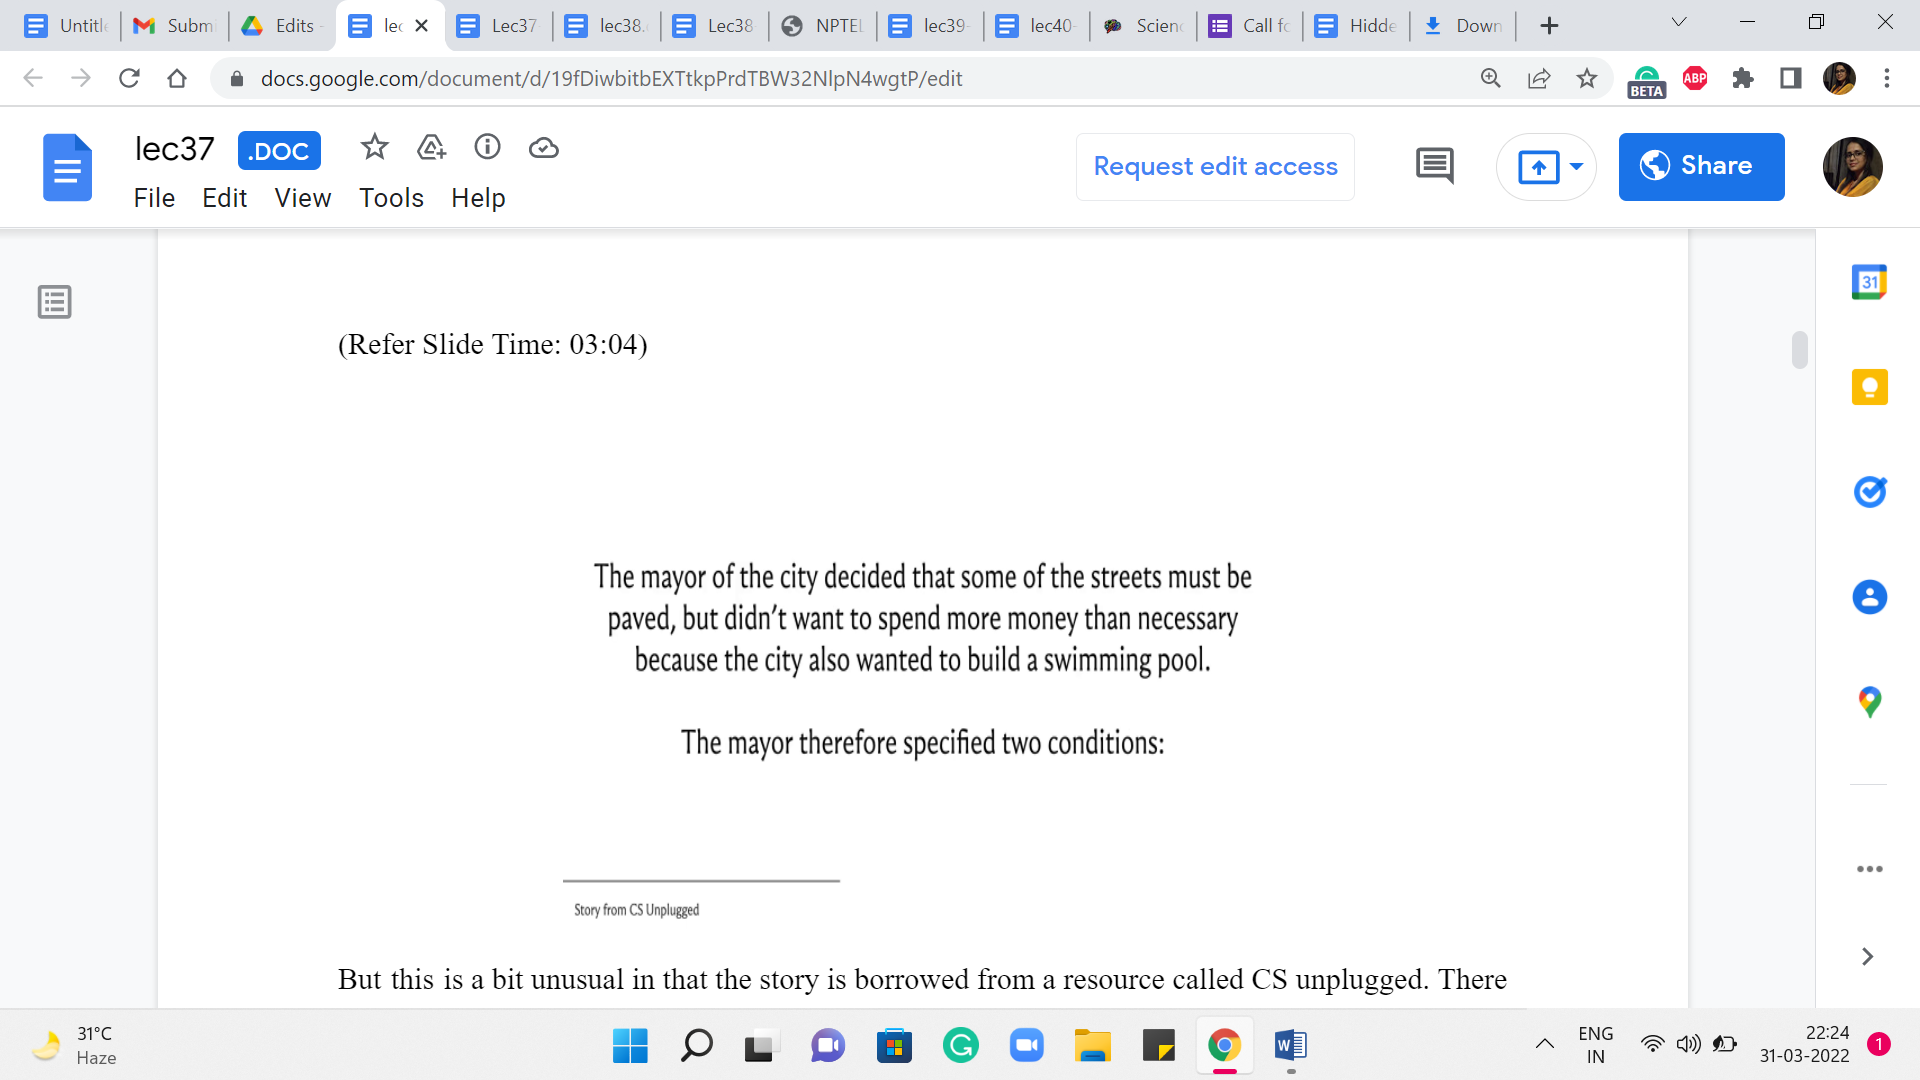 Untitle
Submi
Edits -
lec
Lec37-
lec38.
Lec38
NPTEL
lec39-
lec40-
Scienc
Call fo
Hidde
Down
docs.google.com/document/d/19fDiwbitbEXTtkpPrdTBW32NlpN4wgtP/edit
BETA
ABP
lec37
.DOC
Request edit access
Share
File Edit View Tools Help
31
(Refer Slide Time: 03:04)
The mayor of the city decided that some of the streets must be
paved, but didn't want to spend more money than necessary
because the city also wanted to build a swimming pool.
The mayor therefore specified two conditions:
Story from CS Unplugged
But this is a bit unusual in that the story is borrowed from a resource called CS unplugged. There
31°C
Haze
ENG
IN
22:24
31-03-2022
1